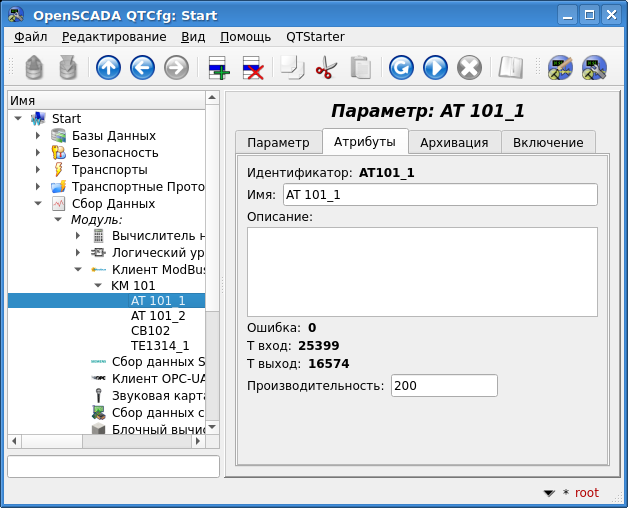 OpenSCADA QTCfg: Start
Файл Редактирование Вид Помощь QTStarter
Имя
Start
Базы Данных
Безопасность
Транспорты
Транспортные Прото
Сбор Данных
Модуль:
Вычислитель н
Логический ур
Клиент ModBus
KM 101
AT 101_1
AT 101_2
CB102
TE1314_1
Сбор данных S
Клиент OPC-UA
Звуковая карта
Сбор данных с
Блочный вычис
Параметр: AT 101_1
Параметр Атрибуты Архивация Включение
Идентификатор: AT101_1
Имя: AT 101_1
Описание:
Ошибка: 0
T вход: 25399
T выход: 16574
Производительность: 200
* root